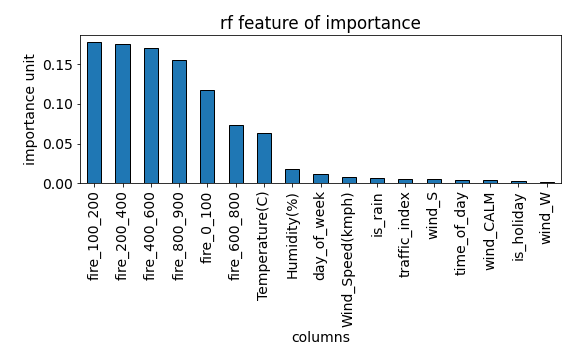 rf feature of importance
importance unit
0.15
0.10
0.05
0.00
fire_100_200
fire_200_400
fire_400_600
fire_800_900
fire_0_100
fire_600_800
Temperature(C)
Humidity(%)
day_of_week
Wind_Speed(kmph)
is_rain
traffic_index
wind_S
time_of_day
wind_CALM
is_holiday
wind_W
columns